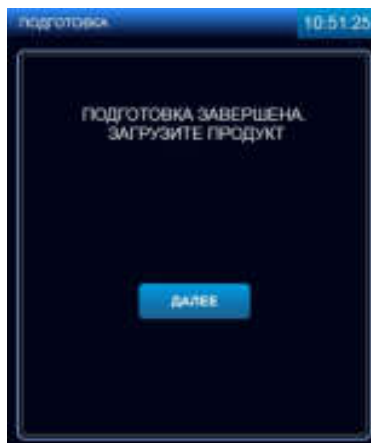 ПОДГОТОВКА
10:51:25
ПОДГОТОВКА ЗАВЕРШЕНА.
ЗАГРУЗИТЕ ПРОДУКТ
ДАЛЕЕ